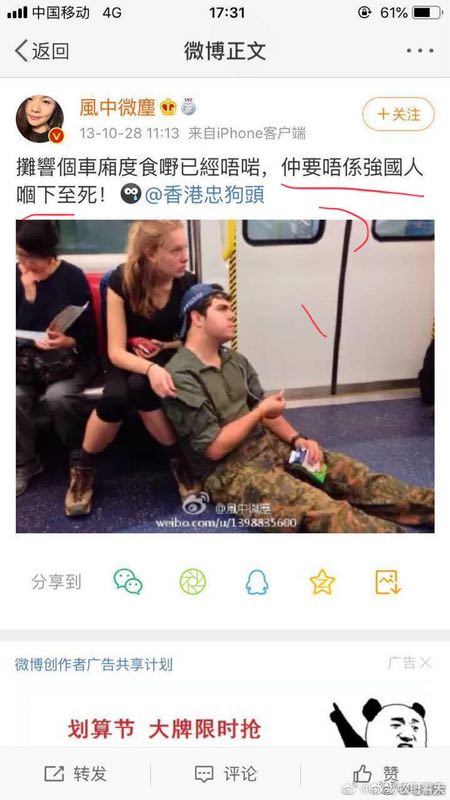 中国移动 4G 17:31 61%
返回 微博正文
風中微塵
13-10-28 11:13 来自iPhone客户端
+关注
攤響個車廂度食嘢已經唔啱，仲要唔係強國人
嗰下至死！@香港忠狗頭
@風中微塵
weibo.com/u/1398835600
分享到
微博创作者广告共享计划 广告
划算节 大牌限时抢
转发 评论 赞